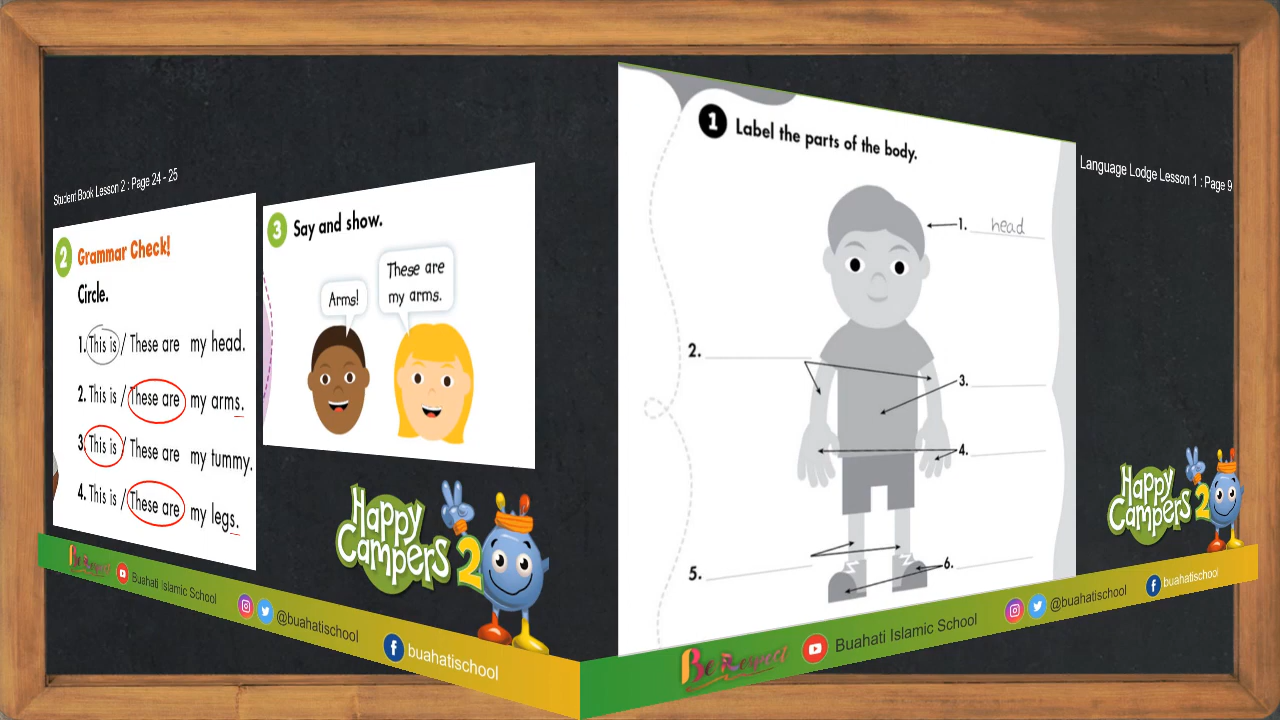 Student Book Lesson 2 : Page 24 - 25
2 Grammar Check!
Circle.
1. This is / These are my head.
2. This is / These are my arms.
3. This is / These are my tummy.
4. This is / These are my legs.
3 Say and show.
Arms!
These are
my arms.
Happy
Campers 2
Be Respect
Buahati Islamic School
@buahatischool
buahatischool
1 Label the parts of the body.
1. head
2.
3.
4.
5.
6.
Language Lodge Lesson 1 : Page 9
Happy
Campers 2
Be Respect
Buahati Islamic School
@buahatischool
buahatischool